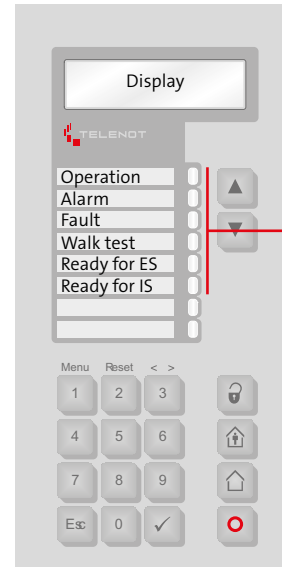 Display
TELENOT
Operation
Alarm
Fault
Walk test
Ready for ES
Ready for IS
Menu Reset < >
1 2 3
4 5 6
7 8 9
Esc 0 ✓